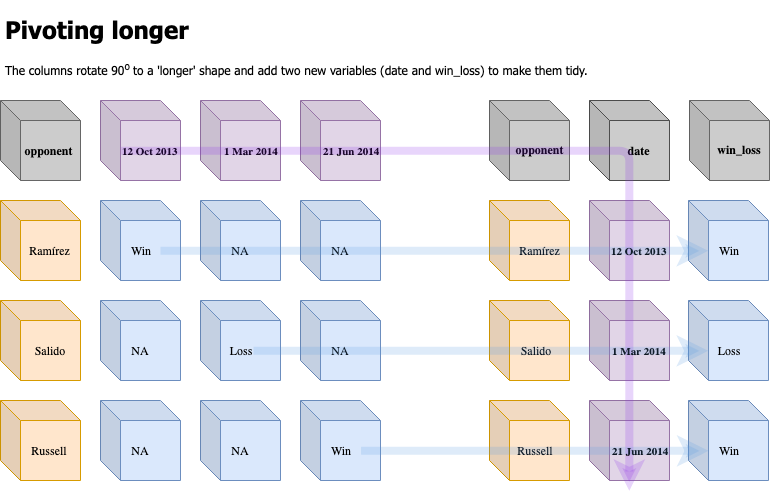 Pivoting longer
The columns rotate 90º to a 'longer' shape and add two new variables (date and win_loss) to make them tidy.
opponent 12 Oct 2013 1 Mar 2014 21 Jun 2014 opponent date win_loss
Ramírez Win NA NA Ramírez 12 Oct 2013 Win
Salido NA Loss NA Salido 1 Mar 2014 Loss
Russell NA NA Win Russell 21 Jun 2014 Win